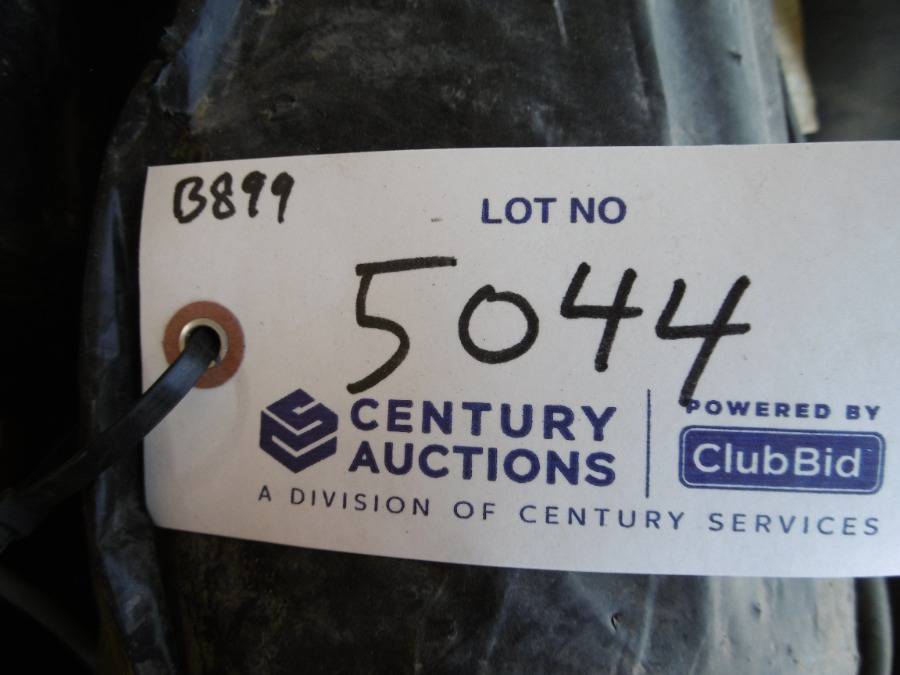 B899
LOT NO
5044
CENTURY
AUCTIONS
POWERED BY
ClubBid
A DIVISION OF CENTURY SERVICES